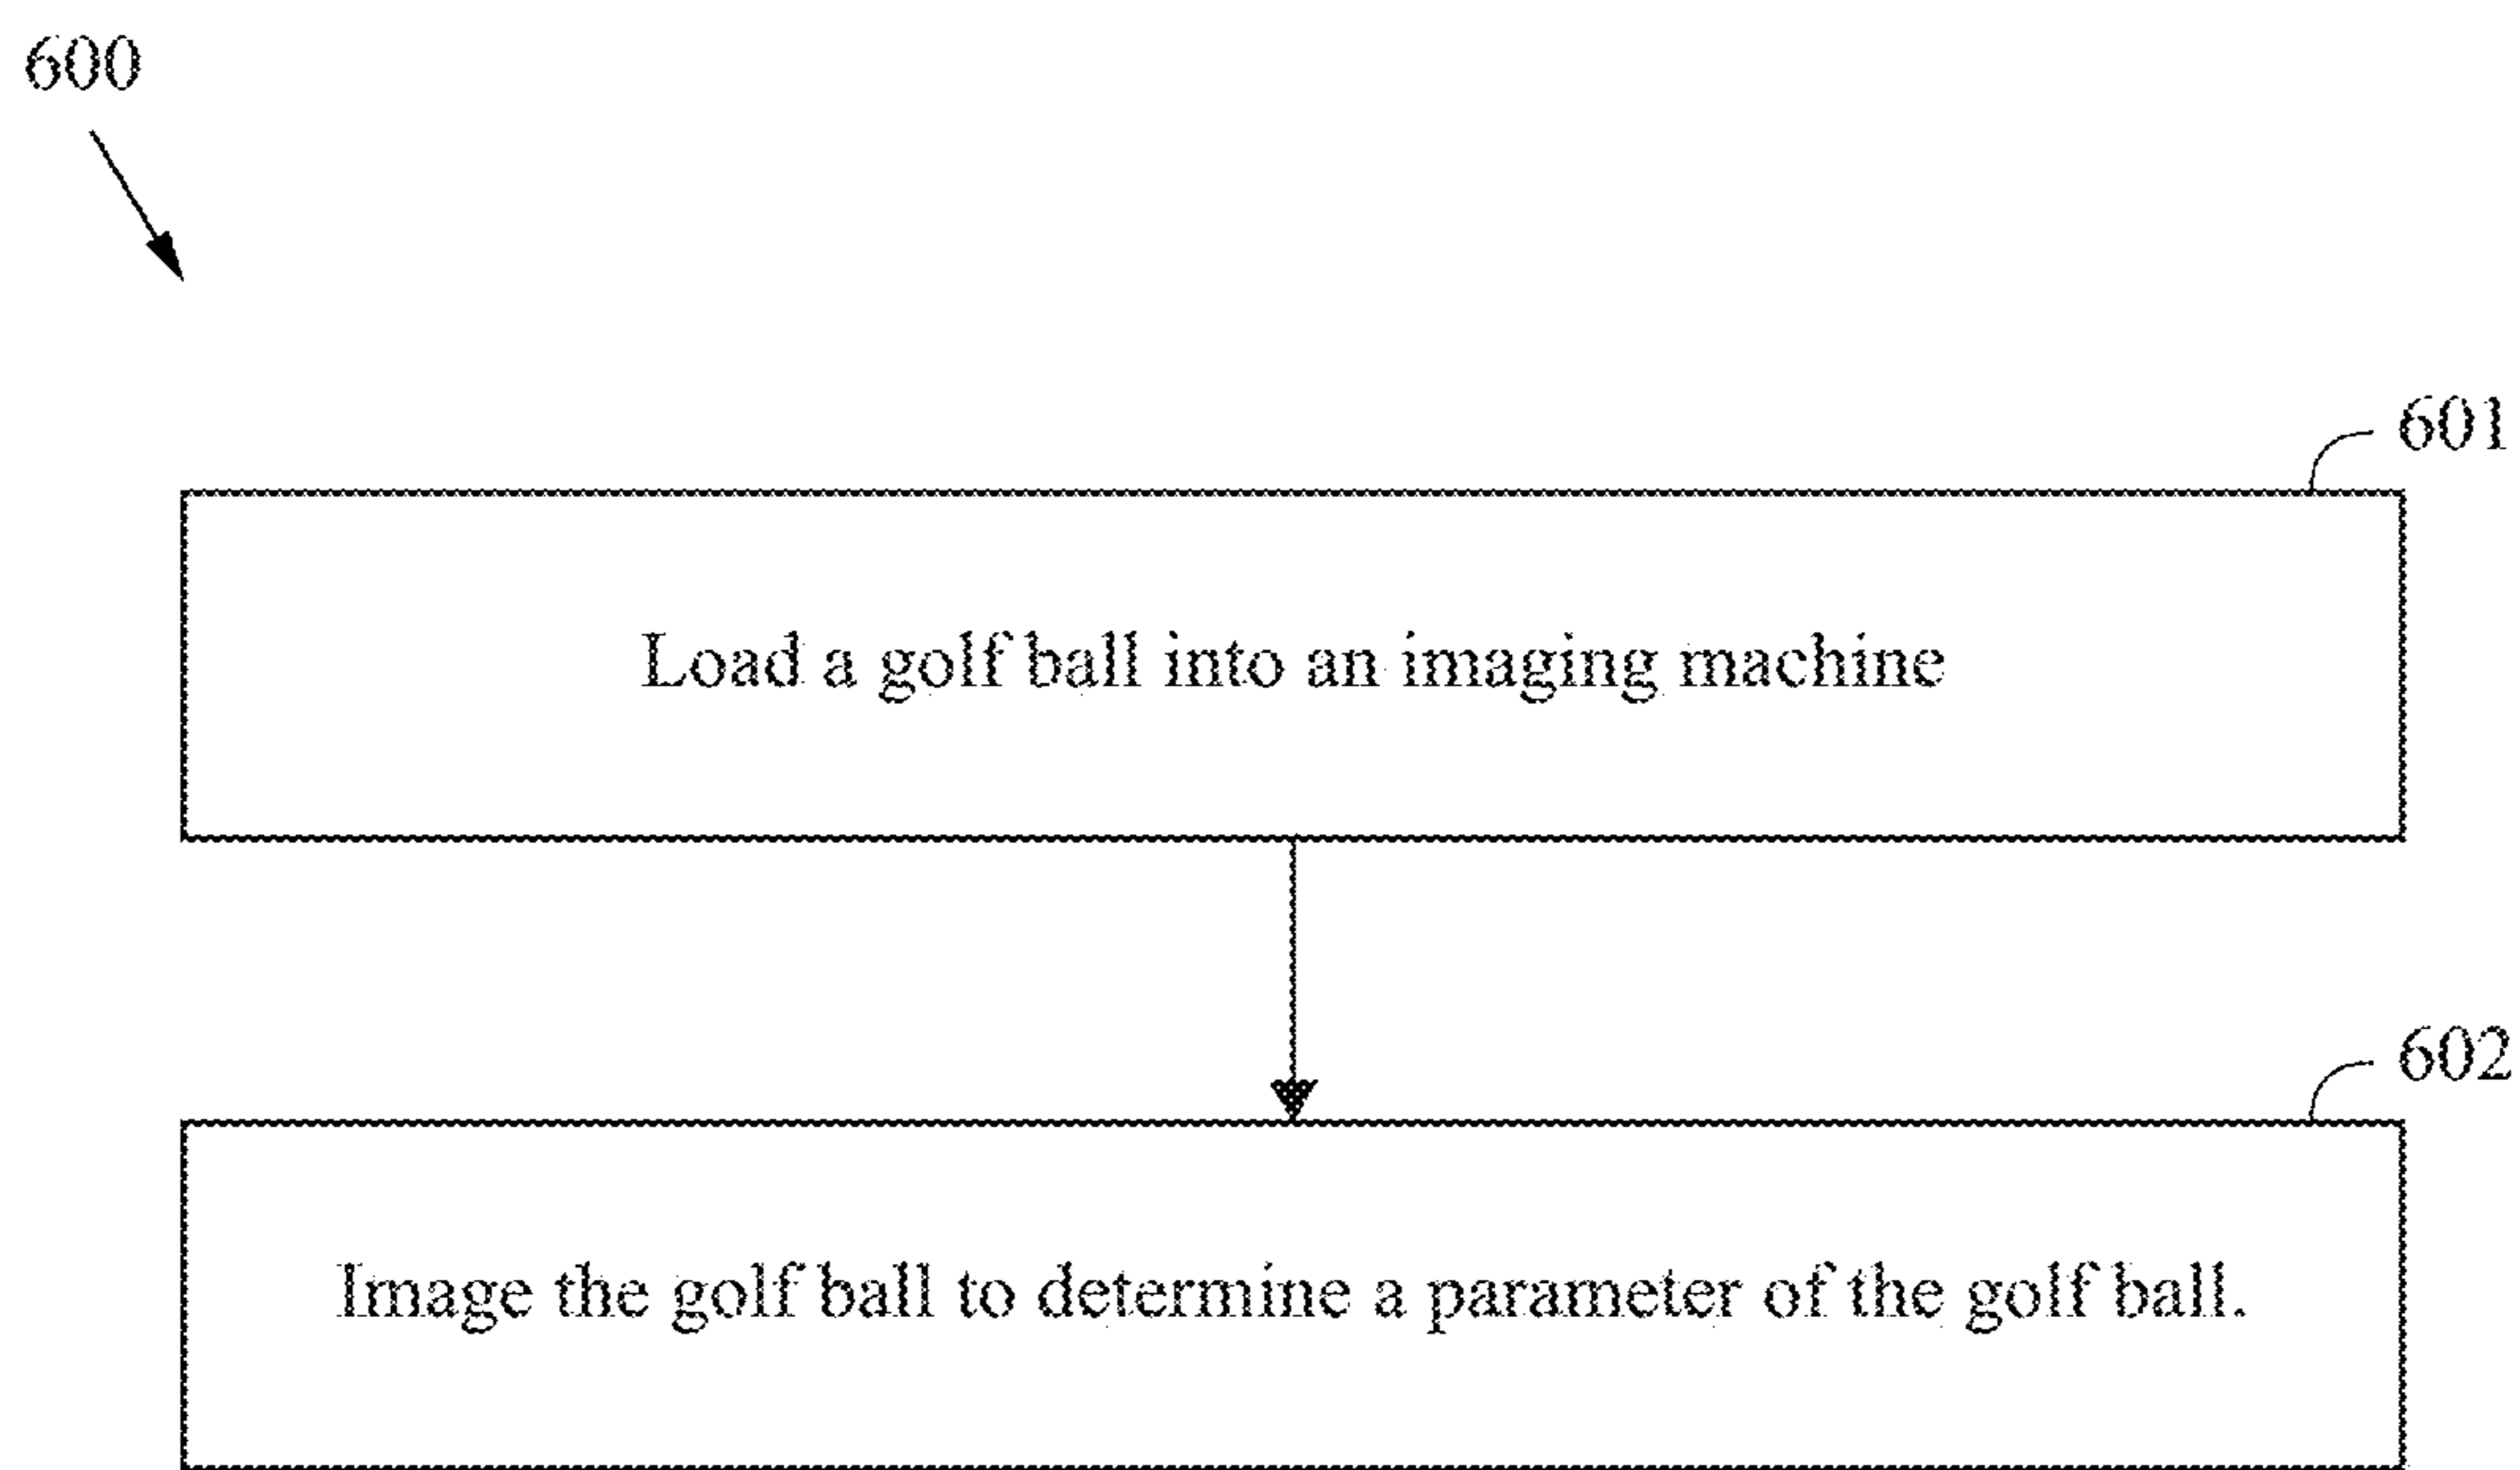 600
601
Load a golf ball into an imaging machine
602
Image the golf ball to determine a parameter of the golf ball.